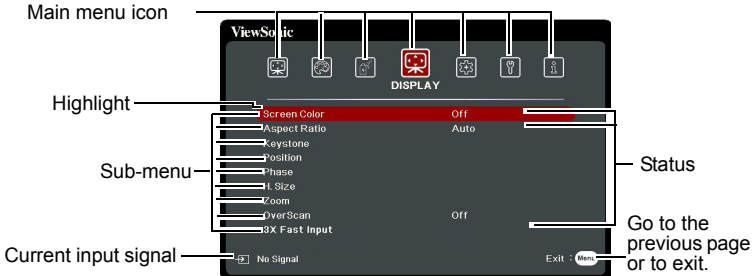 Main menu icon
ViewSonic
DISPLAY
Highlight
Screen Color Off
Aspect Ratio Auto
Keystone
Position
Sub-menu
Phase
Status
H. Size
Zoom
OverScan Off
3X Fast Input
Go to the
previous page
or to exit.
Current input signal
No Signal
Exit : Menu